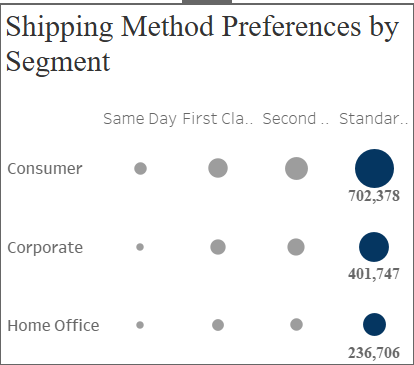 Shipping Method Preferences by
Segment
Same Day First Cla.. Second .. Standar..
Consumer
702,378
Corporate
401,747
Home Office
236,706